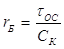 r_Б = τ_ОС / C_К